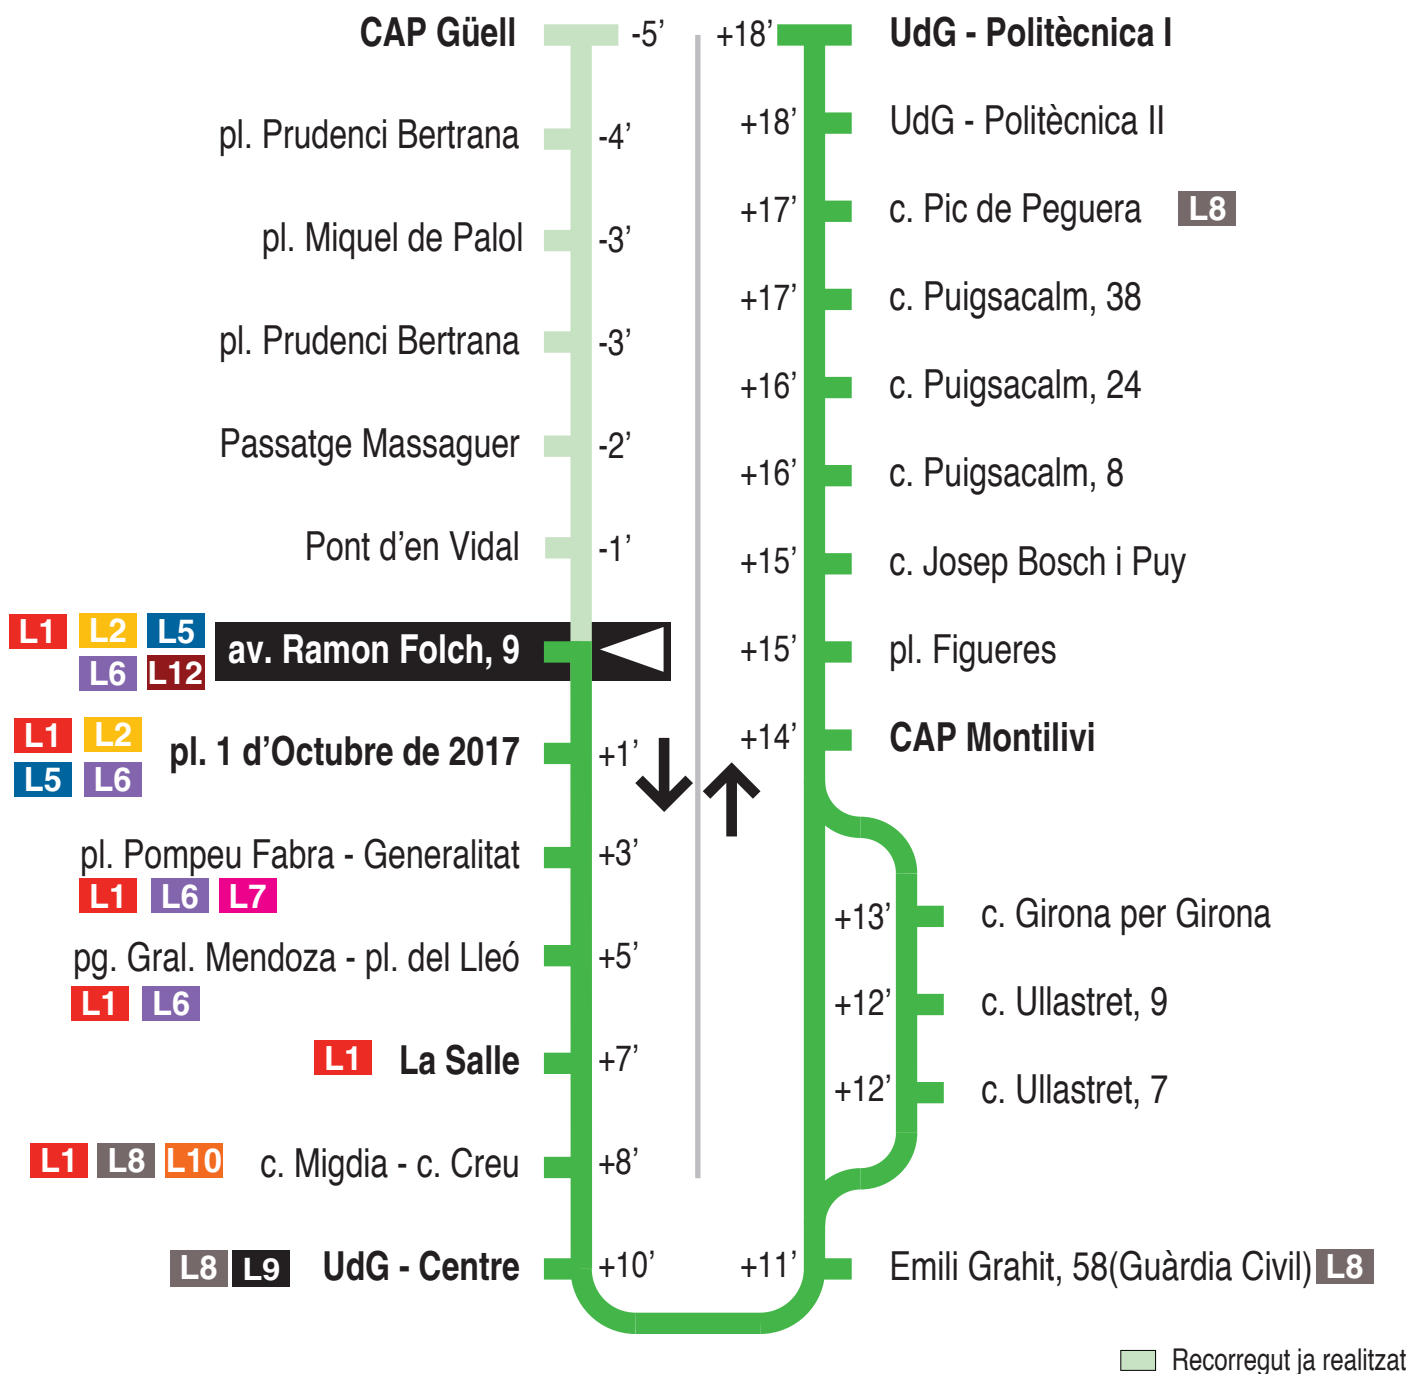 CAP Güell -5’
pl. Prudenci Bertrana -4’
pl. Miquel de Palol -3’
pl. Prudenci Bertrana -3’
Passatge Massaguer -2’
Pont d’en Vidal -1’
L1 L2 L5
av. Ramon Folch, 9
L6 L12
L1 L2
pl. 1 d’Octubre de 2017 +1’
L5 L6
pl. Pompeu Fabra - Generalitat +3’
L1 L6 L7
pg. Gral. Mendoza - pl. del Lleó +5’
L1 L6
L1 La Salle +7’
L1 L8 L10 c. Migdia - c. Creu +8’
L8 L9 UdG - Centre +10’
+18’ UdG - Politècnica I
+18’ UdG - Politècnica II
+17’ c. Pic de Peguera L8
+17’ c. Puigsacalm, 38
+16’ c. Puigsacalm, 24
+16’ c. Puigsacalm, 8
+15’ c. Josep Bosch i Puy
+15’ pl. Figueres
+14’ CAP Montilivi
+13’ c. Girona per Girona
+12’ c. Ullastret, 9
+12’ c. Ullastret, 7
+11’ Emili Grahit, 58(Guàrdia Civil) L8
Recorregut ja realitzat